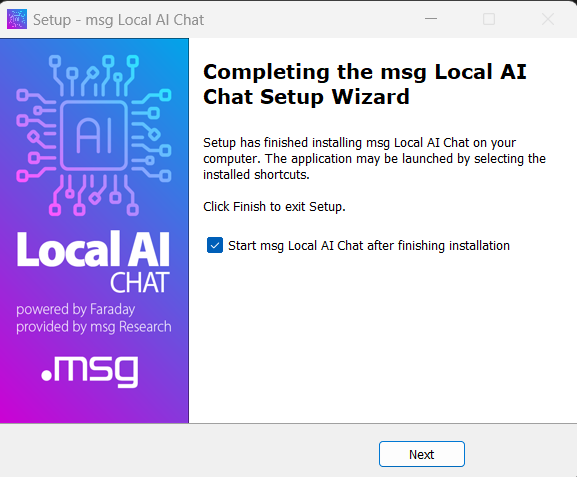 Setup - msg Local AI Chat
AI
Local AI
CHAT
powered by Faraday
provided by msg Research
.msg
Completing the msg Local AI
Chat Setup Wizard
Setup has finished installing msg Local AI Chat on your
computer. The application may be launched by selecting the
installed shortcuts.
Click Finish to exit Setup.
Start msg Local AI Chat after finishing installation
Next